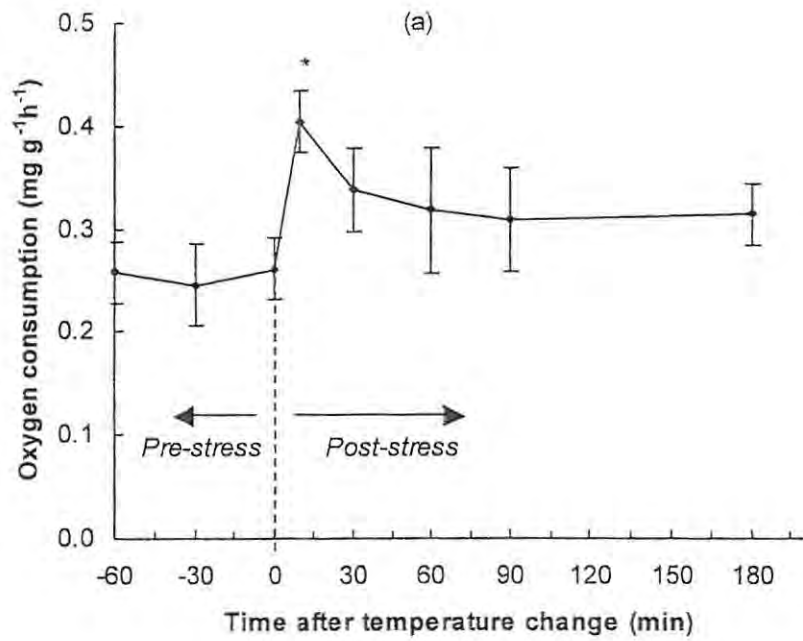 (a)
*
Oxygen consumption (mg g⁻¹h⁻¹)
0.5
0.4
0.3
0.2
0.1
0.0
Pre-stress
Post-stress
-60 -30 0 30 60 90 120 150 180
Time after temperature change (min)